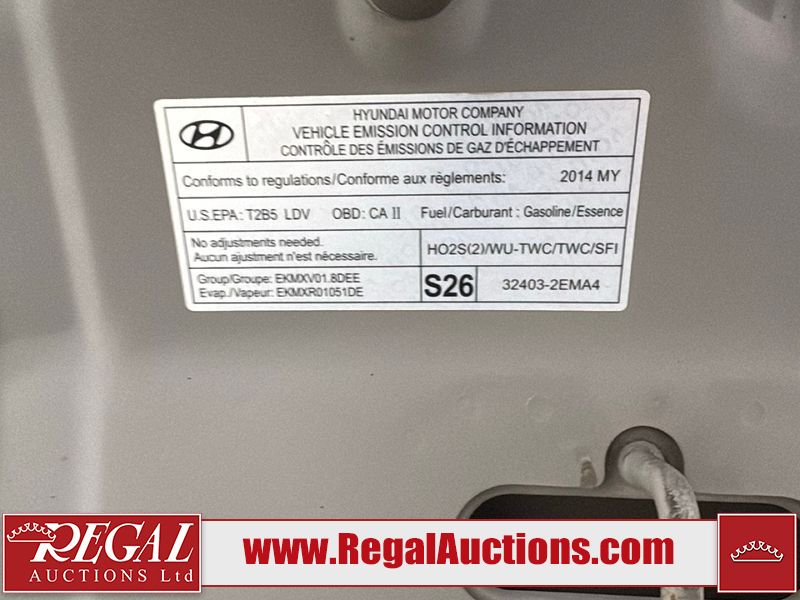 HYUNDAI MOTOR COMPANY
VEHICLE EMISSION CONTROL INFORMATION
CONTRÔLE DES ÉMISSIONS DE GAZ D'ÉCHAPPEMENT
Conforms to regulations/Conforme aux règlements: 2014 MY
U.S.EPA: T2B5 LDV OBD: CA II Fuel/Carburant : Gasoline/Essence
No adjustments needed.
Aucun ajustement n'est nécessaire.
HO2S(2)/WU-TWC/TWC/SFI
Group/Groupe: EKMXV01.8DEE
Evap./Vapeur: EKMXR01051DE
S26
32403-2EMA4
REGAL
AUCTIONS Ltd
www.RegalAuctions.com